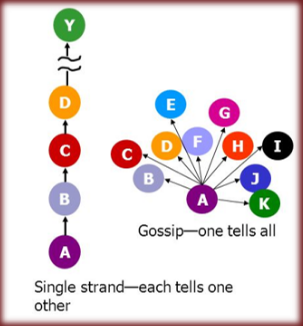 Y
D
C
B
A
E
G
D
F
H
I
C
B
J
A
K
Gossip—one tells all
Single strand—each tells one
other